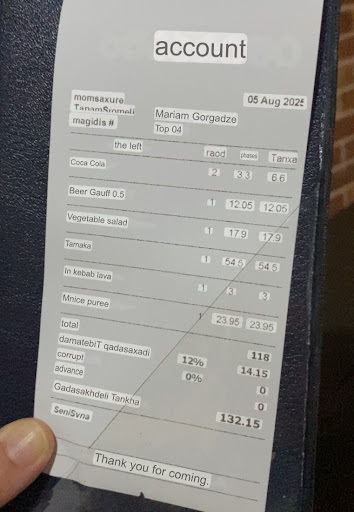 account
05 Aug 2025
momsaxure.
TanamSromeli
Mariam Gorgadze
magidis #
Top 04
the left raod phases Tanxa
Coca Cola 2 3.3 6.6
Beer Gauff 0.5 1 12.05 12.05
Vegetable salad 1 17.9 17.9
Tamaka 1 54.5 54.5
In kebab lava 1 3 3
Mnice puree 1 23.95 23.95
total 118
damatebiT qadasaxadi 12% 14.15
corrupt 0% 0
advance 0
Gadasakhdeli Tankha 132.15
SeniSvna
Thank you for coming.